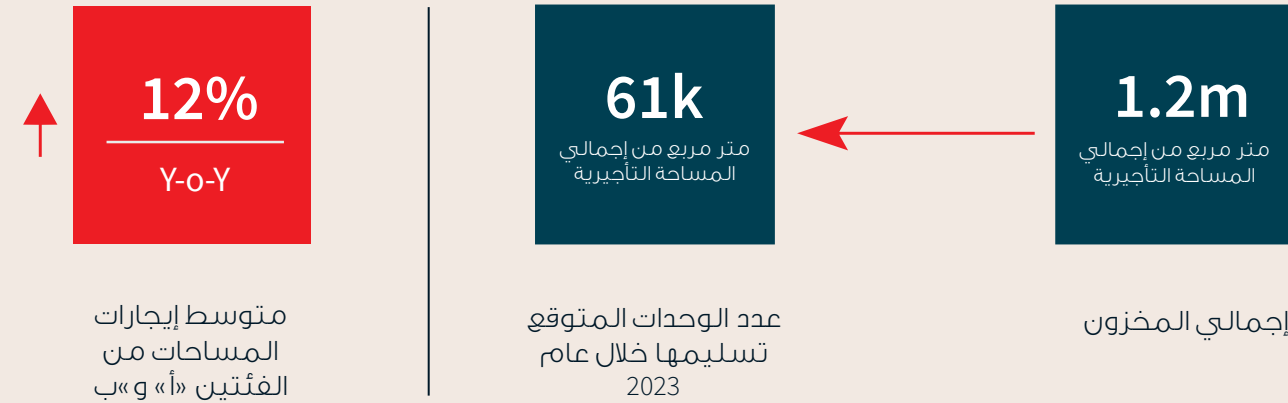 1.2m
متر مربع من إجمالي
المساحة التأجيرية
إجمالي المخزون
61k
متر مربع من إجمالي
المساحة التأجيرية
عدد الوحدات المتوقع
تسليمها خلال عام
2023
12%
Y-o-Y
متوسط إيجارات
المساحات من
الفئتين «أ» و »ب